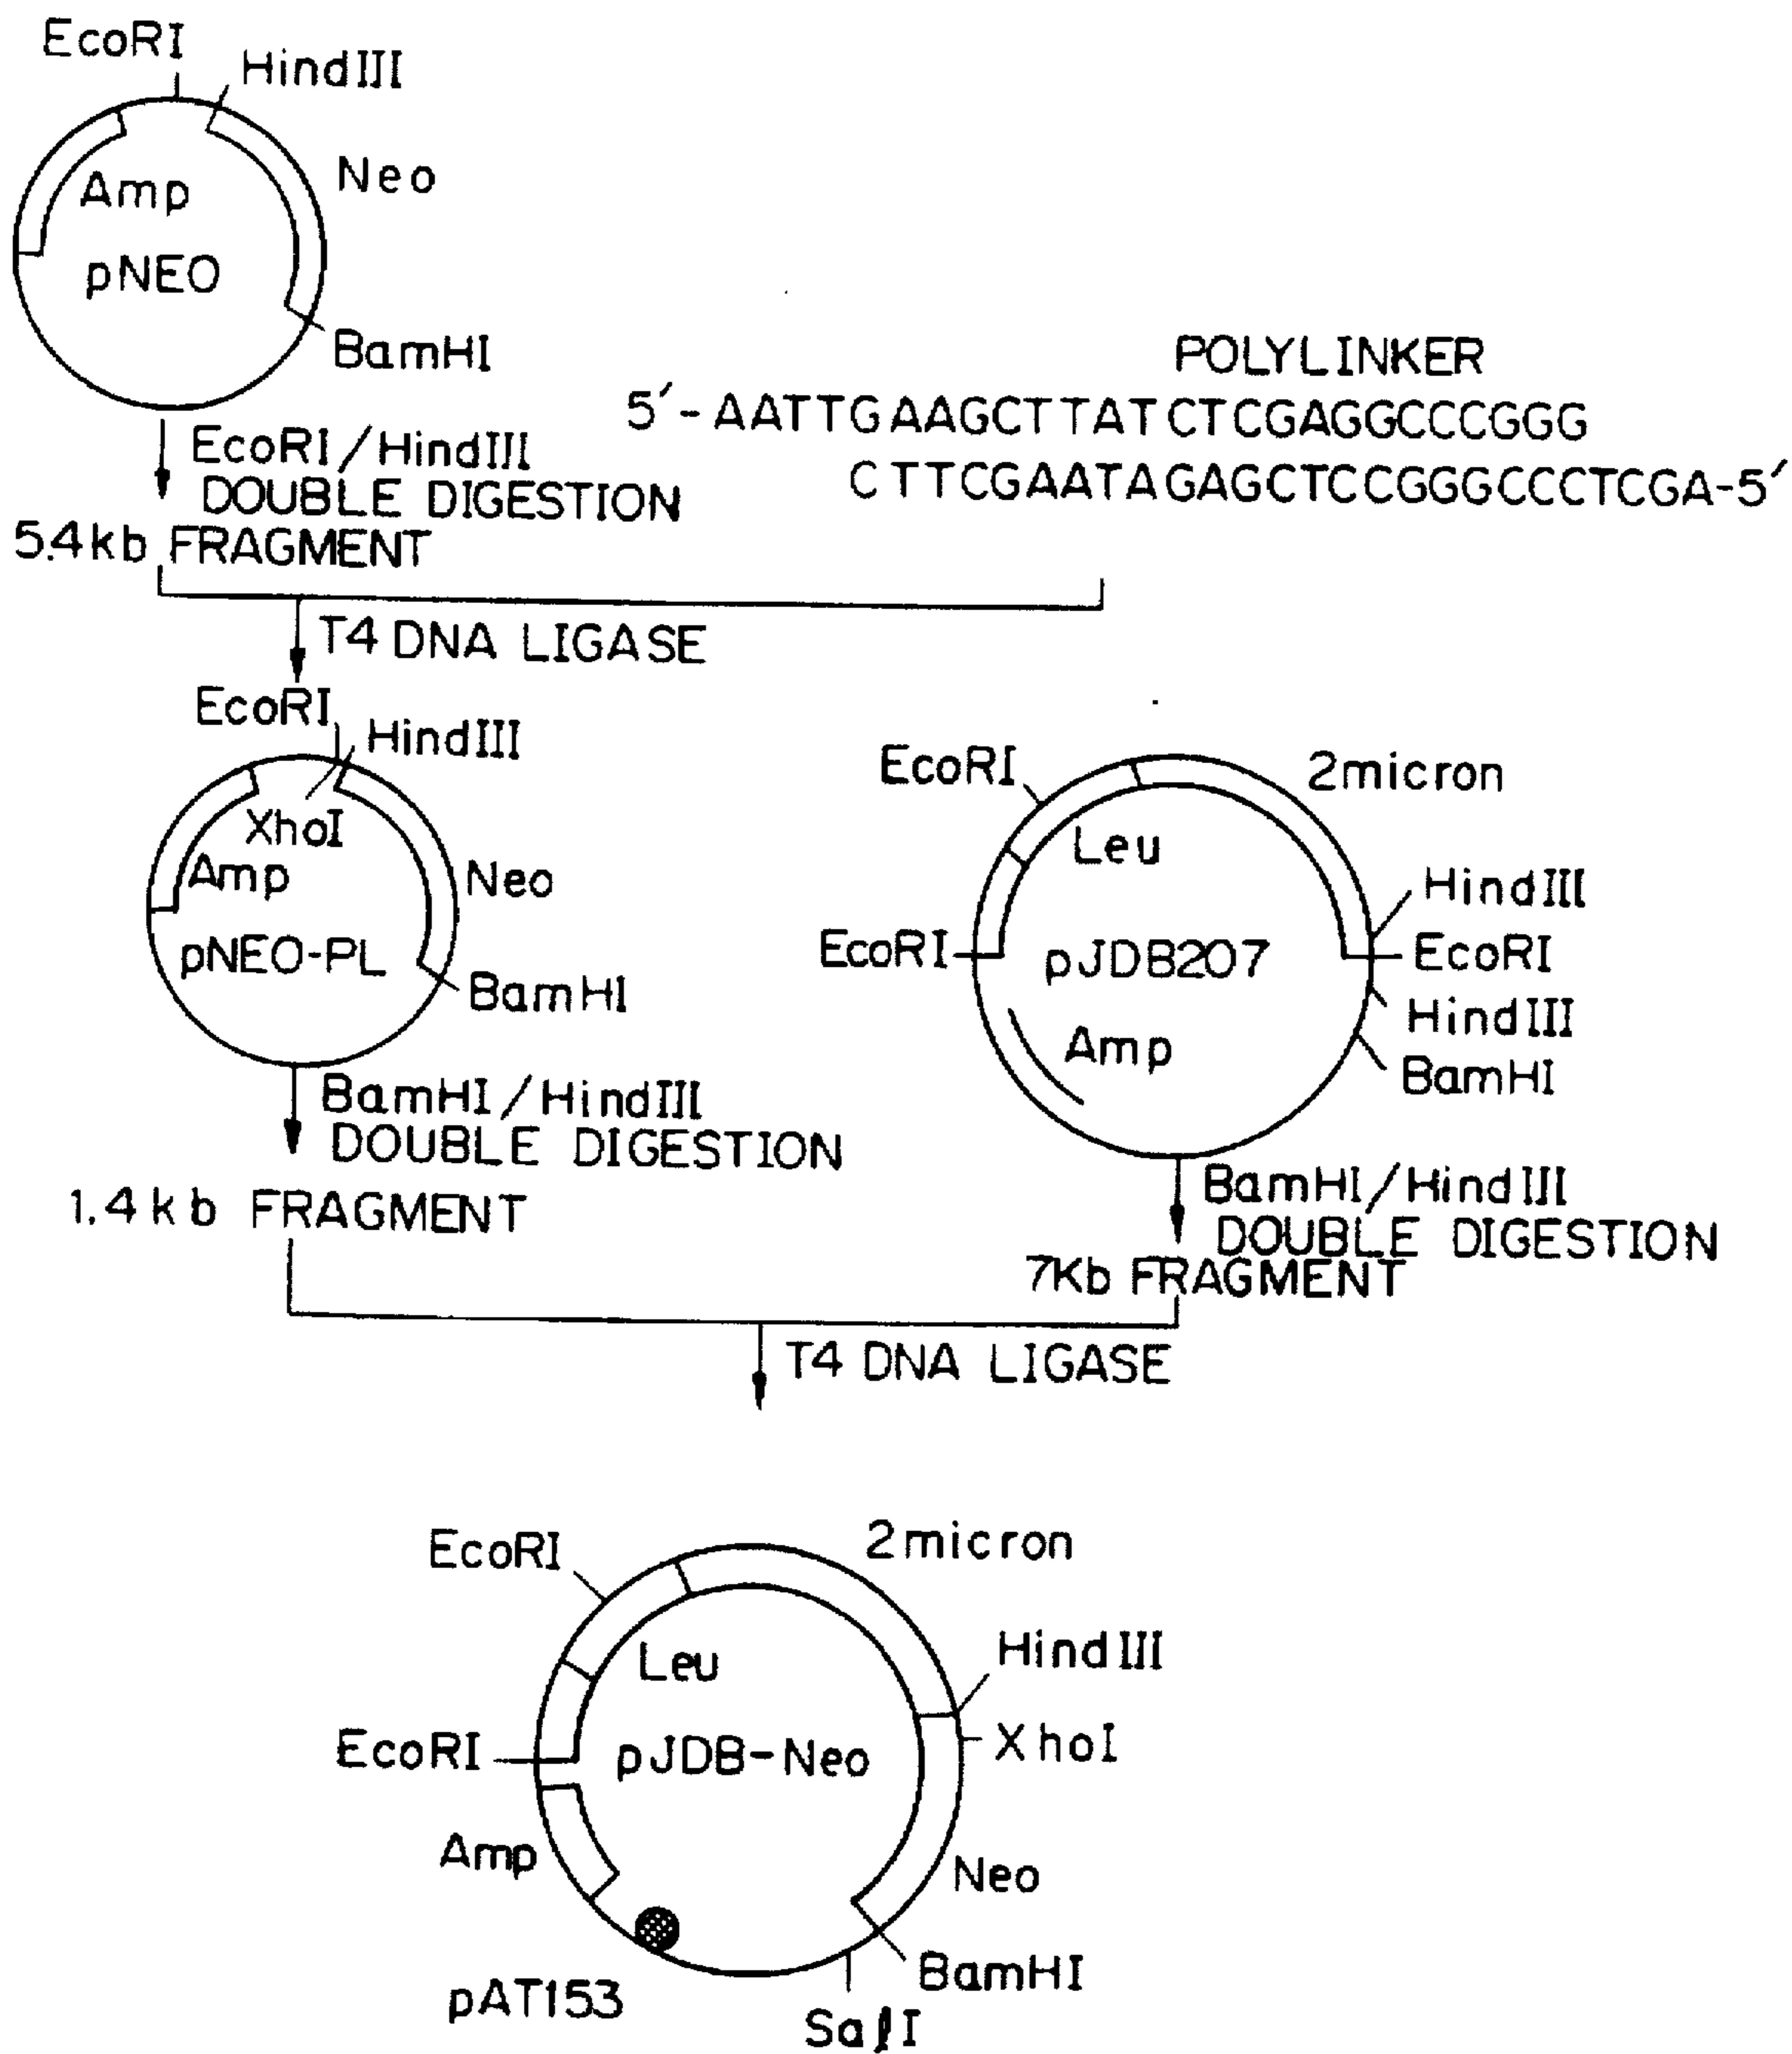 EcoRI
HindIII
Amp
Neo
pNEO
BamHI
EcoRI/HindIII
DOUBLE DIGESTION
5.4kb FRAGMENT
POLYLINKER
5′-AATTGAAGCTTATCTCGAGGCCCGGG
CTTCGAATAGAGCTCCGGGCCCTCGA-5′
T4 DNA LIGASE
EcoRI
HindIII
XhoI
Amp
Neo
pNEO-PL
BamHI
BamHI/HindIII
DOUBLE DIGESTION
1.4kb FRAGMENT
EcoRI
2micron
Leu
HindIII
EcoRI
pJDB207
EcoRI
HindIII
Amp
BamHI
BamHI/HindIII
DOUBLE DIGESTION
7Kb FRAGMENT
T4 DNA LIGASE
EcoRI
2micron
Leu
HindIII
XhoI
EcoRI
pJDB-Neo
Amp
Neo
BamHI
pAT153
SalI